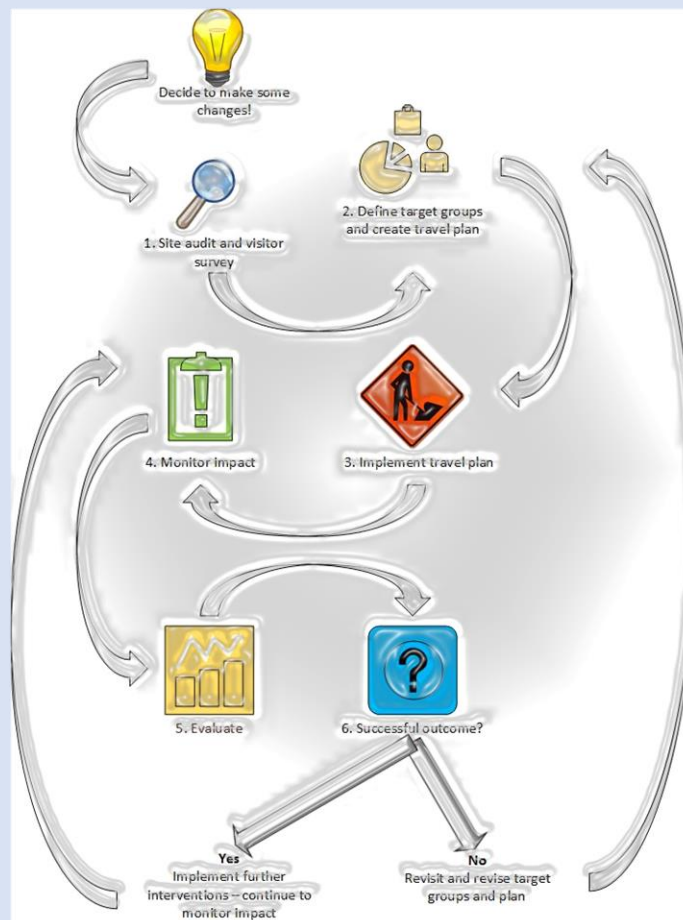 Decide to make some
changes!
1. Site audit and visitor
survey
2. Define target groups
and create travel plan
4. Monitor impact
3. Implement travel plan
5. Evaluate
6. Successful outcome?
Yes
Implement further
interventions – continue to
monitor impact
No
Revisit and revise target
groups and plan